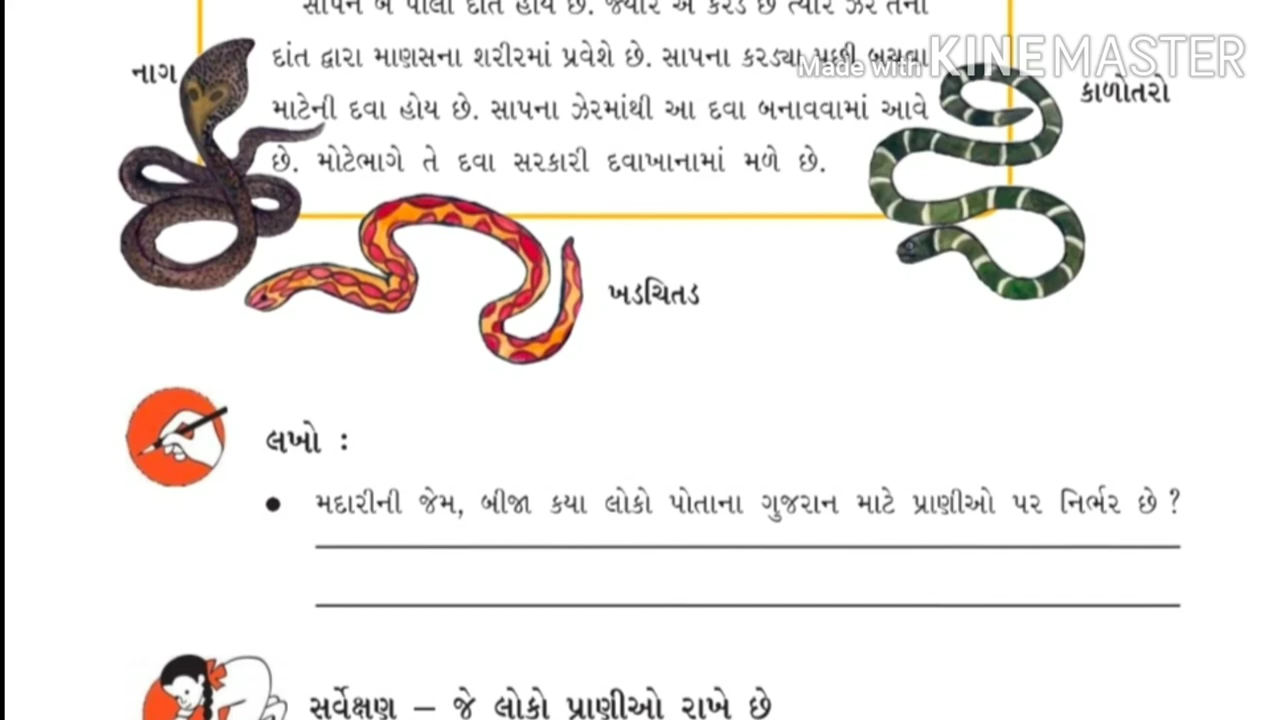 સાપને બે પોલા દાંત હોય છે. જ્યારે એ કરડે છે ત્યારે ઝેર તેના
દાંત દ્વારા માણસના શરીરમાં પ્રવેશે છે. સાપના કરડ્યા પછી બચવા
માટેની દવા હોય છે. સાપના ઝેરમાંથી આ દવા બનાવવામાં આવે
છે. મોટેભાગે તે દવા સરકારી દવાખાનામાં મળે છે.
નાગ
Made with KINEMASTER
કાળોતરો
ખડચિતડ
લખો :
● મદારીની જેમ, બીજા કયા લોકો પોતાના ગુજરાન માટે પ્રાણીઓ પર નિર્ભર છે ?
સર્વેક્ષણ – જે લોકો પ્રાણીઓ રાખે છે